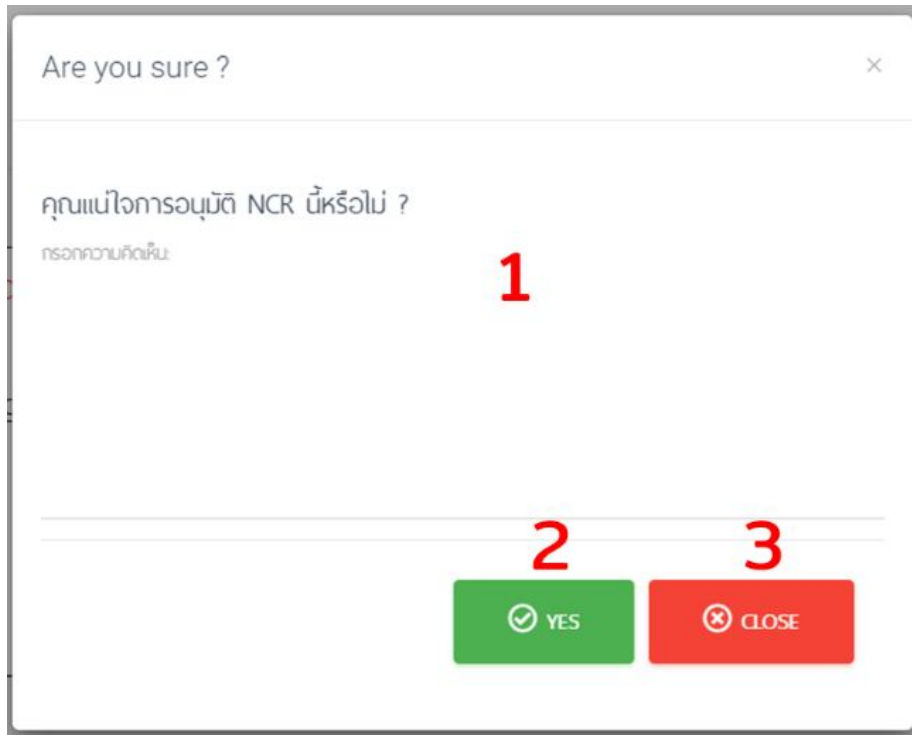 Are you sure ? ×
คุณแน่ใจการอนุมัติ NCR นี้หรือไม่ ?
กรอกความคิดเห็น:
1
2 3
YES CLOSE